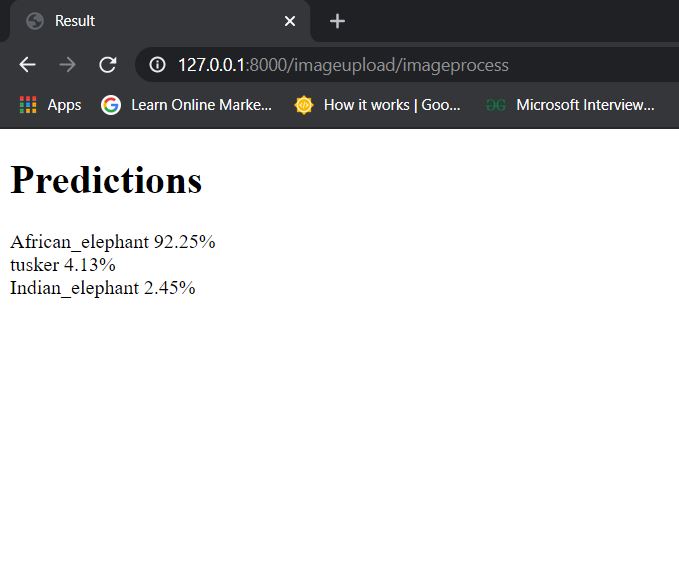 Result
127.0.0.1:8000/imageupload/imageprocess
Apps Learn Online Marke... How it works | Goo... GG Microsoft Interview...
Predictions
African_elephant 92.25%
tusker 4.13%
Indian_elephant 2.45%